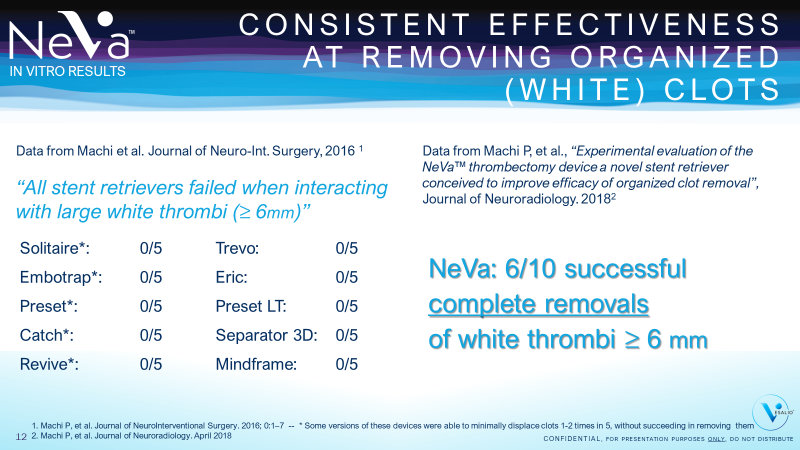 NeVa™
IN VITRO RESULTS
CONSISTENT EFFECTIVENESS
AT REMOVING ORGANIZED
(WHITE) CLOTS
Data from Machi et al. Journal of Neuro-Int. Surgery, 2016 1
“All stent retrievers failed when interacting
with large white thrombi (≥ 6mm)”
Solitaire*: 0/5 Trevo: 0/5
Embotrap*: 0/5 Eric: 0/5
Preset*: 0/5 Preset LT: 0/5
Catch*: 0/5 Separator 3D: 0/5
Revive*: 0/5 Mindframe: 0/5
Data from Machi P, et al., “Experimental evaluation of the
NeVa™ thrombectomy device a novel stent retriever
conceived to improve efficacy of organized clot removal”,
Journal of Neuroradiology. 2018²
NeVa: 6/10 successful
complete removals
of white thrombi ≥ 6 mm
1. Machi P, et al. Journal of NeuroInterventional Surgery. 2016; 0:1–7 -- * Some versions of these devices were able to minimally displace clots 1-2 times in 5, without succeeding in removing them
2. Machi P, et al. Journal of Neuroradiology. April 2018
12
VESALIO
CONFIDENTIAL, FOR PRESENTATION PURPOSES ONLY, DO NOT DISTRIBUTE